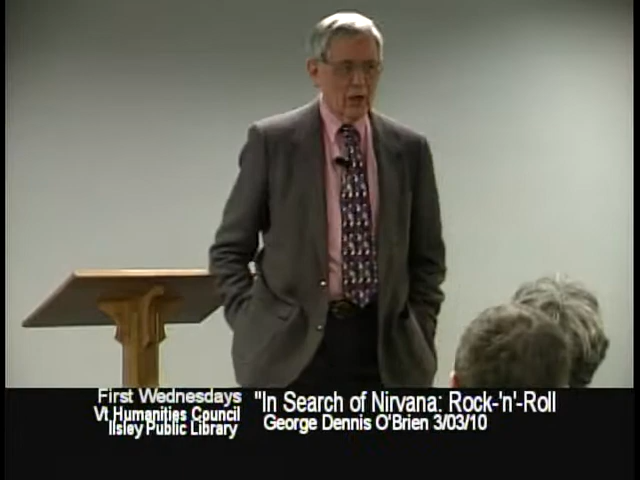 First Wednesdays
Vt Humanities Council
Ilsley Public Library
"In Search of Nirvana: Rock-'n'-Roll
George Dennis O'Brien 3/03/10